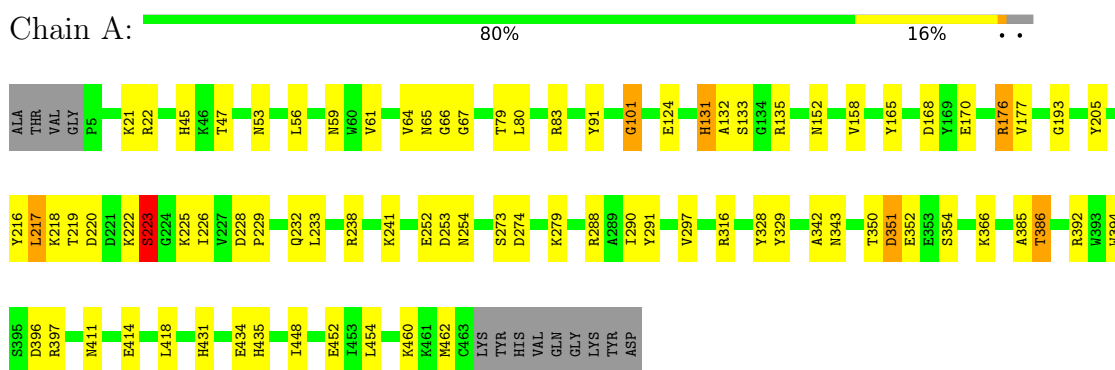 Chain A:
80% 16% • •
ALA THR VAL GLY P5 K21 R22 H45 K46 T47 N53 L56 N59 W60 V61 V64 N65 G66 G67 T79 L80 R83 Y91 G101 E124 H131 A132 S133 G134 R135 N152 V158 Y165 D168 Y169 E170 R176 V177 G193 Y205
Y216 L217 K218 T219 D220 D221 K222 S223 G224 K225 I226 V227 D228 P229 Q232 L233 R238 K241 E252 D253 N254 S273 D274 K279 R288 A289 I290 Y291 V297 R316 Y328 Y329 A342 N343 T350 D351 E352 E353 S354 K366 A385 T386 R392 W393
S395 D396 R397 N411 E414 L418 H431 E434 H435 I448 E452 I453 L454 K460 K461 M462 C463 LYS TYR HIS VAL GLN GLY LYS TYR ASP